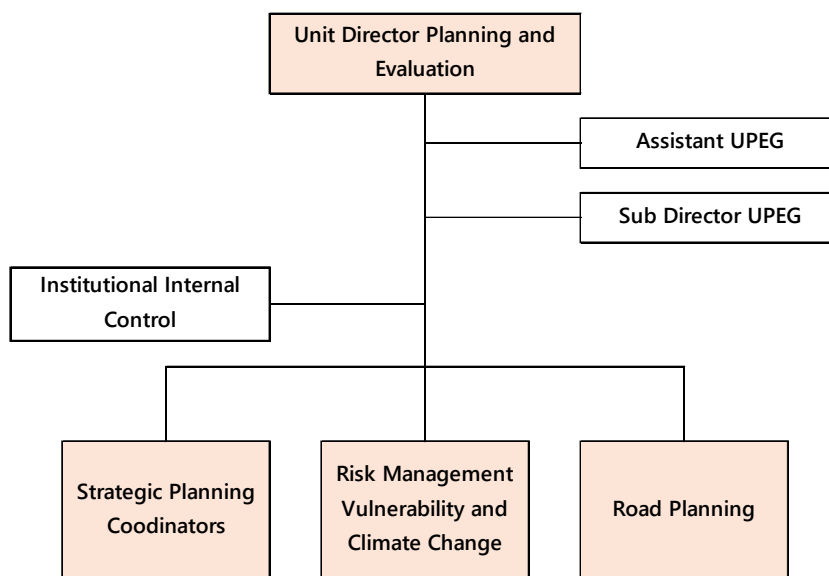 Unit Director Planning and
Evaluation
Assistant UPEG
Sub Director UPEG
Institutional Internal
Control
Strategic Planning
Coodinators
Risk Management
Vulnerability and
Climate Change
Road Planning